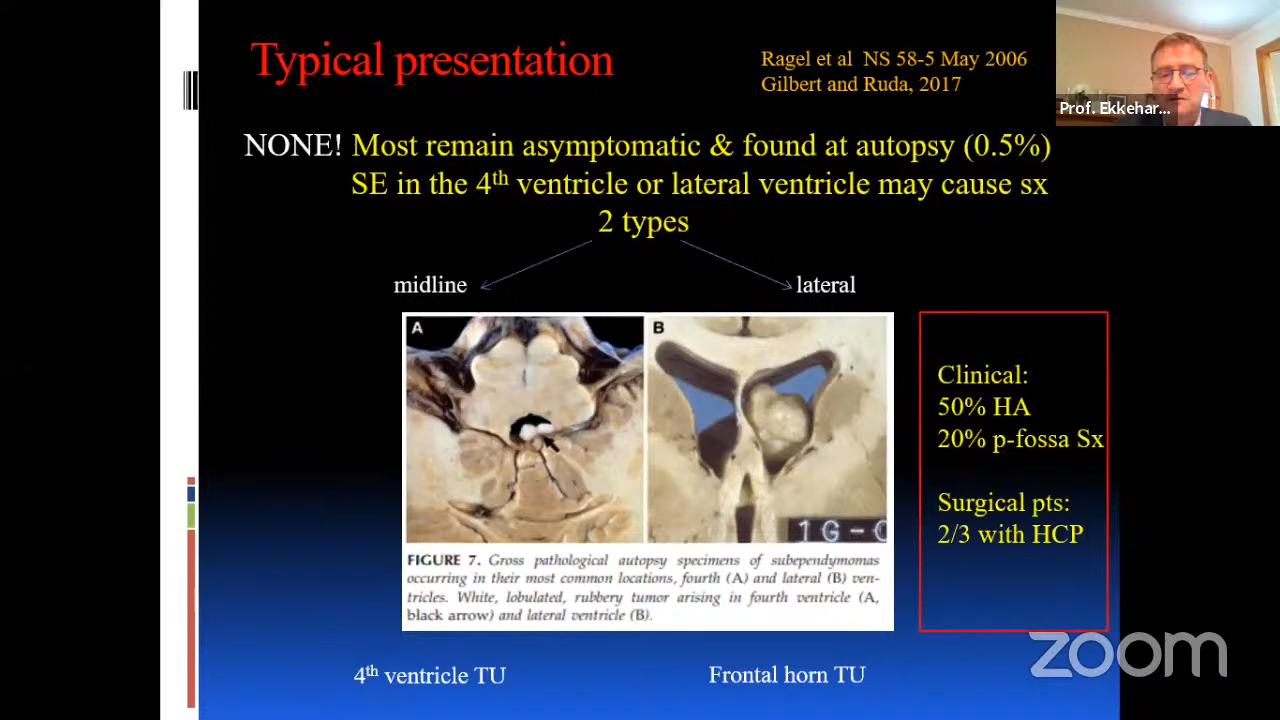 Typical presentation
Ragel et al NS 58-5 May 2006
Gilbert and Ruda, 2017
Prof. Ekkehar...
NONE! Most remain asymptomatic & found at autopsy (0.5%)
SE in the 4th ventricle or lateral ventricle may cause sx
2 types
midline
lateral
A
B
1G-
FIGURE 7. Gross pathological autopsy specimens of subependymomas
occurring in their most common locations, fourth (A) and lateral (B) ven-
tricles. White, lobulated, rubbery tumor arising in fourth ventricle (A,
black arrow) and lateral ventricle (B).
Clinical:
50% HA
20% p-fossa Sx
Surgical pts:
2/3 with HCP
4th ventricle TU
Frontal horn TU
zoom